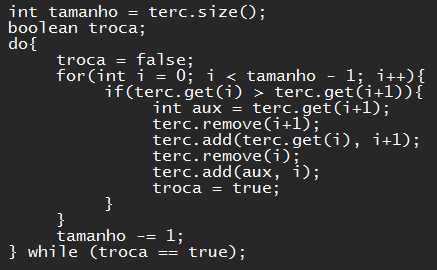 int tamanho = terc.size();
boolean troca;
do{
troca = false;
for(int i = 0; i < tamanho - 1; i++){
if(terc.get(i) > terc.get(i+1)){
int aux = terc.get(i+1);
terc.remove(i+1);
terc.add(terc.get(i), i+1);
terc.remove(i);
terc.add(aux, i);
troca = true;
}
}
tamanho -= 1;
} while (troca == true);